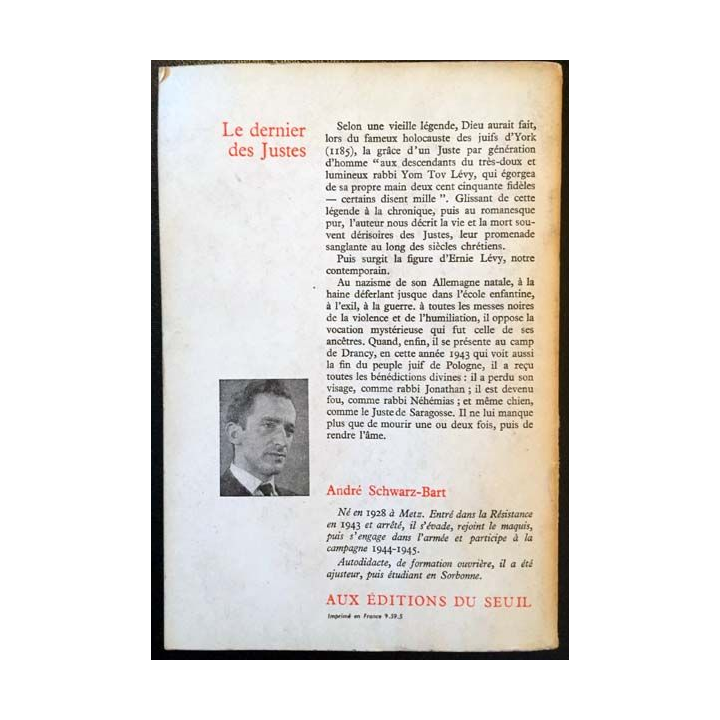 Le dernier
des Justes
Selon une vieille légende, Dieu aurait fait,
lors du fameux holocauste des juifs d'York
(1185), la grâce d'un Juste par génération
d'homme "aux descendants du très-doux et
lumineux rabbi Yom Tov Lévy, qui égorgea
de sa propre main deux cent cinquante fidèles
— certains disent mille ". Glissant de cette
légende à la chronique, puis au romanesque
pur, l'auteur nous décrit la vie et la mort sou-
vent dérisoires des Justes, leur promenade
sanglante au long des siècles chrétiens.
Puis surgit la figure d'Ernie Lévy, notre
contemporain.
Au nazisme de son Allemagne natale, à la
haine déferlant jusque dans l'école enfantine,
à l'exil, à la guerre. à toutes les messes noires
de la violence et de l'humiliation, il oppose la
vocation mystérieuse qui fut celle de ses
ancêtres. Quand, enfin, il se présente au camp
de Drancy, en cette année 1943 qui voit aussi
la fin du peuple juif de Pologne, il a reçu
toutes les bénédictions divines : il a perdu son
visage, comme rabbi Jonathan ; il est devenu
fou, comme rabbi Néhémias ; et même chien,
comme le Juste de Saragosse. Il ne lui manque
plus que de mourir une ou deux fois, puis de
rendre l'âme.
André Schwarz-Bart
Né en 1928 à Metz. Entré dans la Résistance
en 1943 et arrêté, il s'évade, rejoint le maquis,
puis s'engage dans l'armée et participe à la
campagne 1944-1945.
Autodidacte, de formation ouvrière, il a été
ajusteur, puis étudiant en Sorbonne.
AUX ÉDITIONS DU SEUIL
Imprimé en France 9.59.5